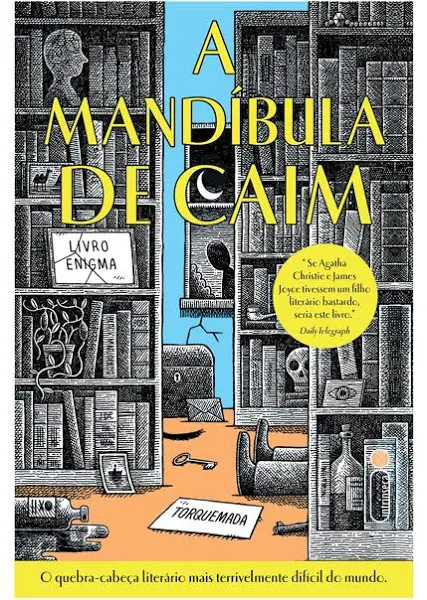 A
MANDÍBULA
DE CAIM
LIVRO
ENIGMA
“Se Agatha
Christie e James
Joyce tivessem um filho
literário bastardo,
seria este livro.”
Daily Telegraph
TORQUEMADA
O quebra-cabeça literário mais terrivelmente difícil do mundo.